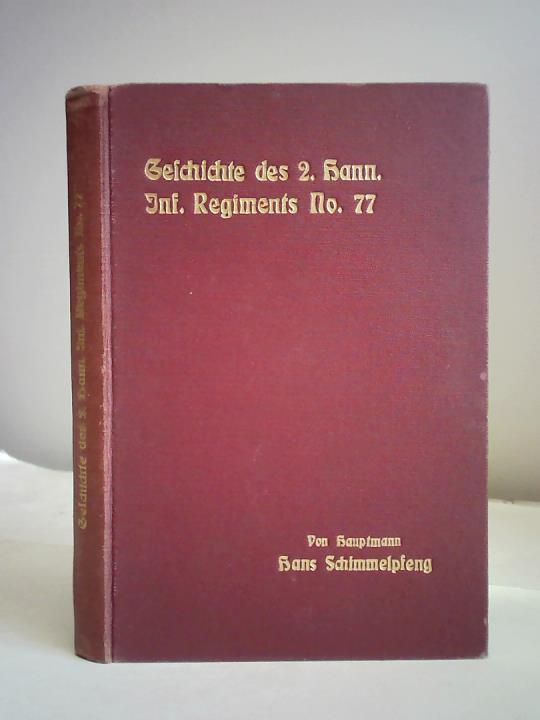 Geschichte des 2. Hann.
Inf. Regiments No. 77
Von Hauptmann
Hans Schimmelpfeng
Geschichte des 2. Hann. Inf. Regiments No. 77